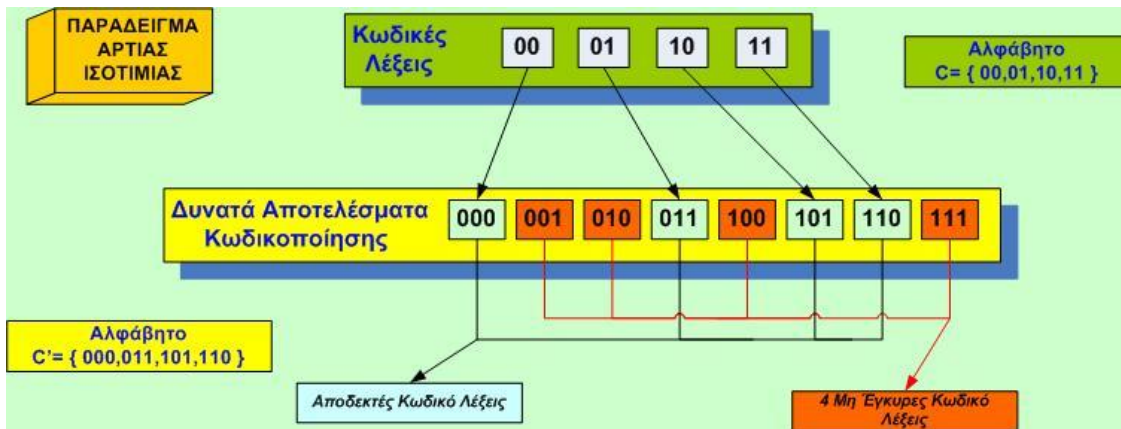 ΠΑΡΑΔΕΙΓΜΑ
ΑΡΤΙΑΣ
ΙΣΟΤΙΜΙΑΣ
Κωδικές
Λέξεις
00 01 10 11
Αλφάβητο
C= { 00,01,10,11 }
Δυνατά Αποτελέσματα
Κωδικοποίησης
000 001 010 011 100 101 110 111
Αλφάβητο
C’= { 000,011,101,110 }
Αποδεκτές Κωδικό Λέξεις
4 Μη Έγκυρες Κωδικό
Λέξεις